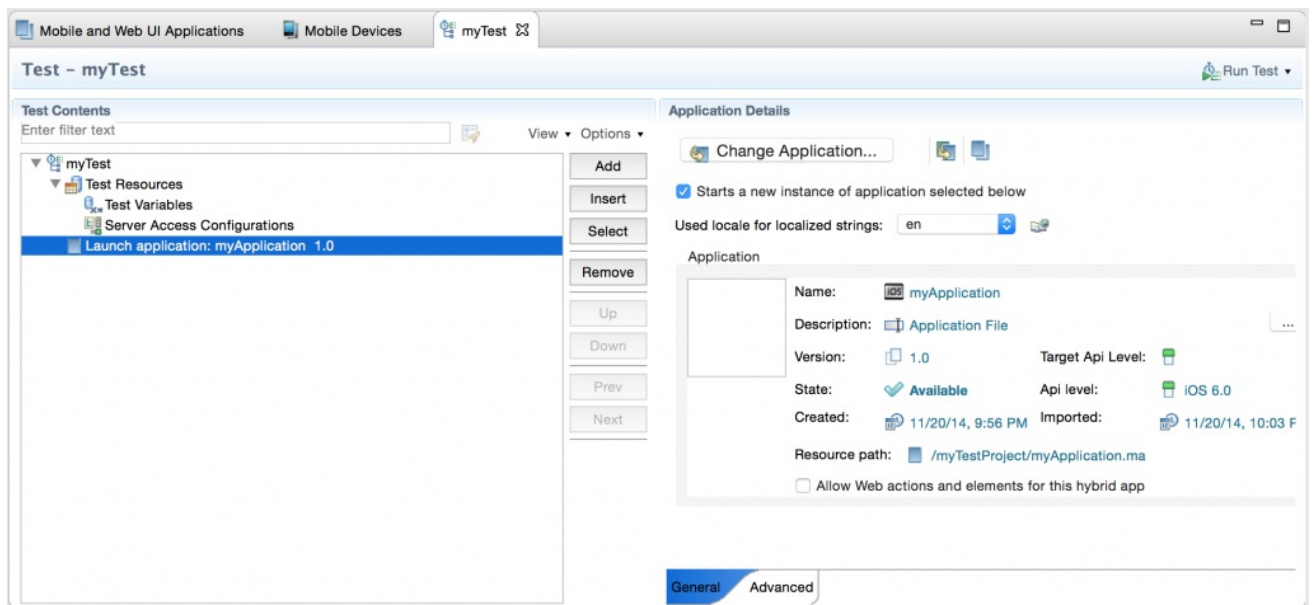 Mobile and Web UI Applications Mobile Devices myTest
Test – myTest Run Test
Test Contents
Enter filter text View Options
myTest
Test Resources
Test Variables
Server Access Configurations
Launch application: myApplication 1.0
Add
Insert
Select
Remove
Up
Down
Prev
Next
Application Details
Change Application...
Starts a new instance of application selected below
Used locale for localized strings: en
Application
Name: iOS myApplication
Description: Application File ...
Version: 1.0 Target Api Level:
State: Available Api level: iOS 6.0
Created: 11/20/14, 9:56 PM Imported: 11/20/14, 10:03 F
Resource path: /myTestProject/myApplication.ma
Allow Web actions and elements for this hybrid app
General Advanced